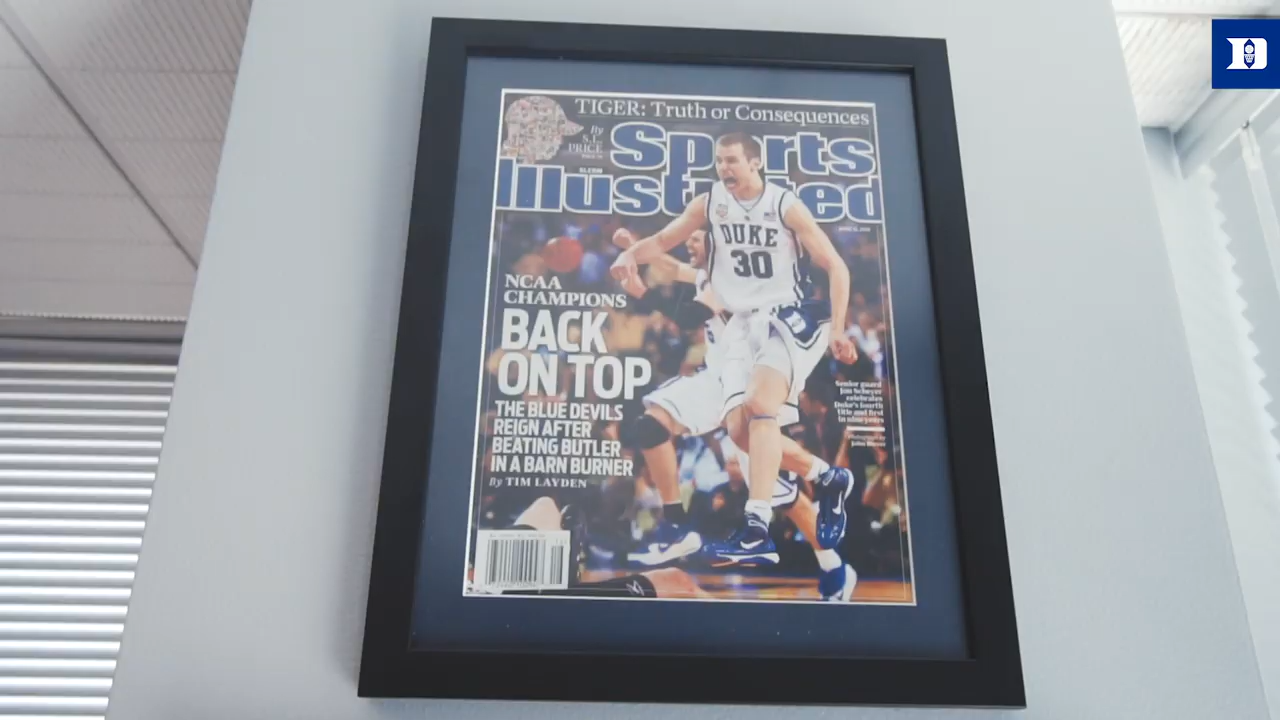 TIGER: Truth or Consequences
By
S.L.
PRICE
Sports
Illustrated
NCAA
CHAMPIONS
BACK
ON TOP
THE BLUE DEVILS
REIGN AFTER
BEATING BUTLER
IN A BARN BURNER
By TIM LAYDEN
DUKE
30
Senior guard
Jon Scheyer
celebrates
Duke's fourth
title and first
in nine years
Photograph by
D